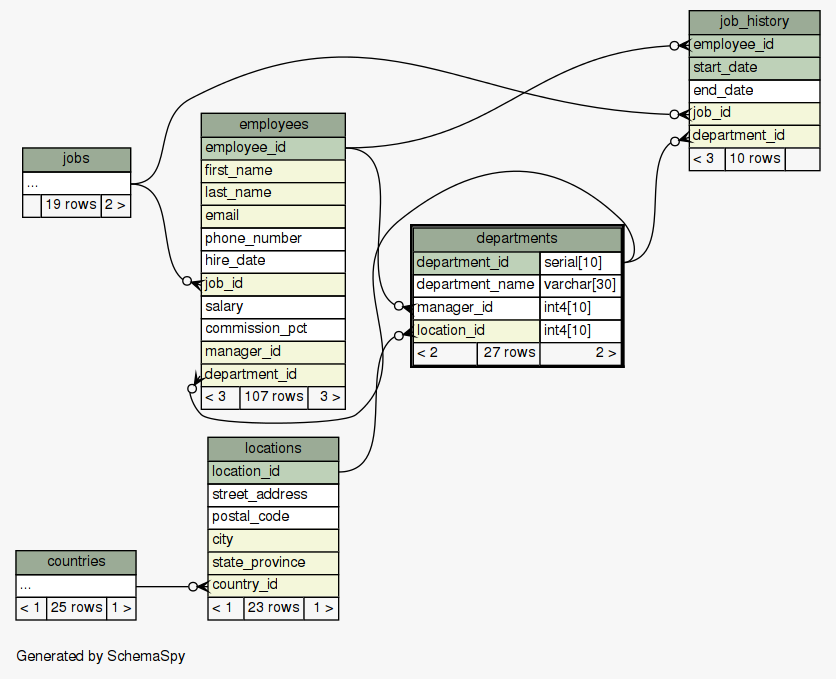 job_history
employee_id
start_date
end_date
job_id
department_id
< 3 10 rows
employees
employee_id
first_name
last_name
email
phone_number
hire_date
job_id
salary
commission_pct
manager_id
department_id
< 3 107 rows 3 >
jobs
...
19 rows 2 >
departments
department_id serial[10]
department_name varchar[30]
manager_id int4[10]
location_id int4[10]
< 2 27 rows 2 >
locations
location_id
street_address
postal_code
city
state_province
country_id
< 1 23 rows 1 >
countries
...
< 1 25 rows 1 >
Generated by SchemaSpy